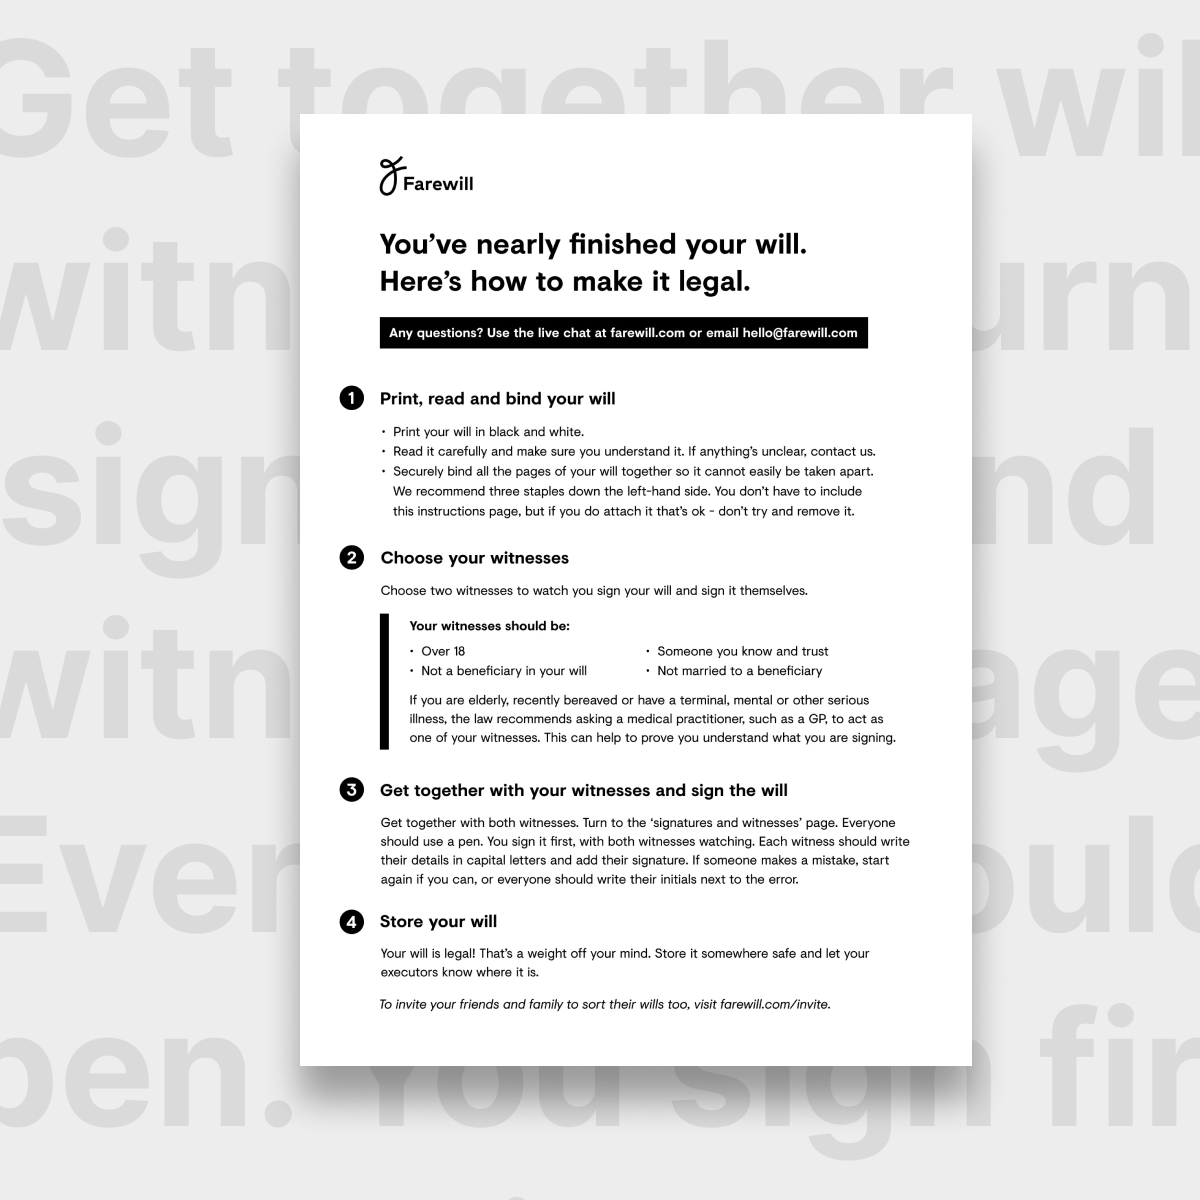 Get together wi
witn
urn
sign
nd
witn
age
Ever
ould
pen. You sign fir
Farewill
You’ve nearly finished your will.
Here’s how to make it legal.
Any questions? Use the live chat at farewill.com or email hello@farewill.com
1 Print, read and bind your will
• Print your will in black and white.
• Read it carefully and make sure you understand it. If anything’s unclear, contact us.
• Securely bind all the pages of your will together so it cannot easily be taken apart.
We recommend three staples down the left-hand side. You don’t have to include
this instructions page, but if you do attach it that’s ok - don’t try and remove it.
2 Choose your witnesses
Choose two witnesses to watch you sign your will and sign it themselves.
Your witnesses should be:
• Over 18
• Not a beneficiary in your will
• Someone you know and trust
• Not married to a beneficiary
If you are elderly, recently bereaved or have a terminal, mental or other serious
illness, the law recommends asking a medical practitioner, such as a GP, to act as
one of your witnesses. This can help to prove you understand what you are signing.
3 Get together with your witnesses and sign the will
Get together with both witnesses. Turn to the ‘signatures and witnesses’ page. Everyone
should use a pen. You sign it first, with both witnesses watching. Each witness should write
their details in capital letters and add their signature. If someone makes a mistake, start
again if you can, or everyone should write their initials next to the error.
4 Store your will
Your will is legal! That’s a weight off your mind. Store it somewhere safe and let your
executors know where it is.
To invite your friends and family to sort their wills too, visit farewill.com/invite.